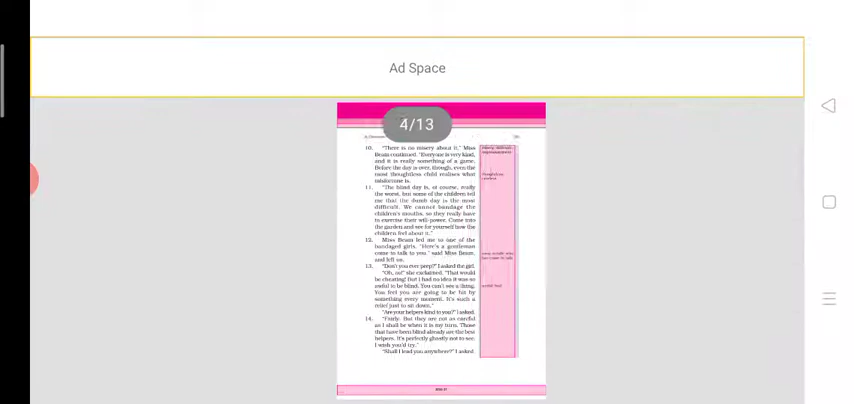 Ad Space
4/13
10. "There is no misery about it," Miss
Beam continued. "Everyone is very kind,
and it is really something of a game.
Before the day is over, though, even the
most thoughtless child realises what
misfortune is.
11. "The blind day is, of course, really
the worst, but some of the children tell
me that the dumb day is the most
difficult. We cannot bandage the
children's mouths, so they really have
to exercise their will-power. Come into
the garden and see for yourself how the
children feel about it."
12. Miss Beam led me to one of the
bandaged girls. "Here's a gentleman
come to talk to you," said Miss Beam,
and left us.
13. "Don't you ever peep?" I asked the girl.
"Oh, no!" she exclaimed. "That would
be cheating! But I had no idea it was so
awful to be blind. You can't see a thing.
You feel you are going to be hit by
something every moment. It's such a
relief just to sit down."
"Are your helpers kind to you?" I asked.
14. "Fairly. But they are not as careful
as I shall be when it is my turn. Those
that have been blind already are the best
helpers. It's perfectly ghastly not to see.
I wish you'd try."
"Shall I lead you anywhere?" I asked